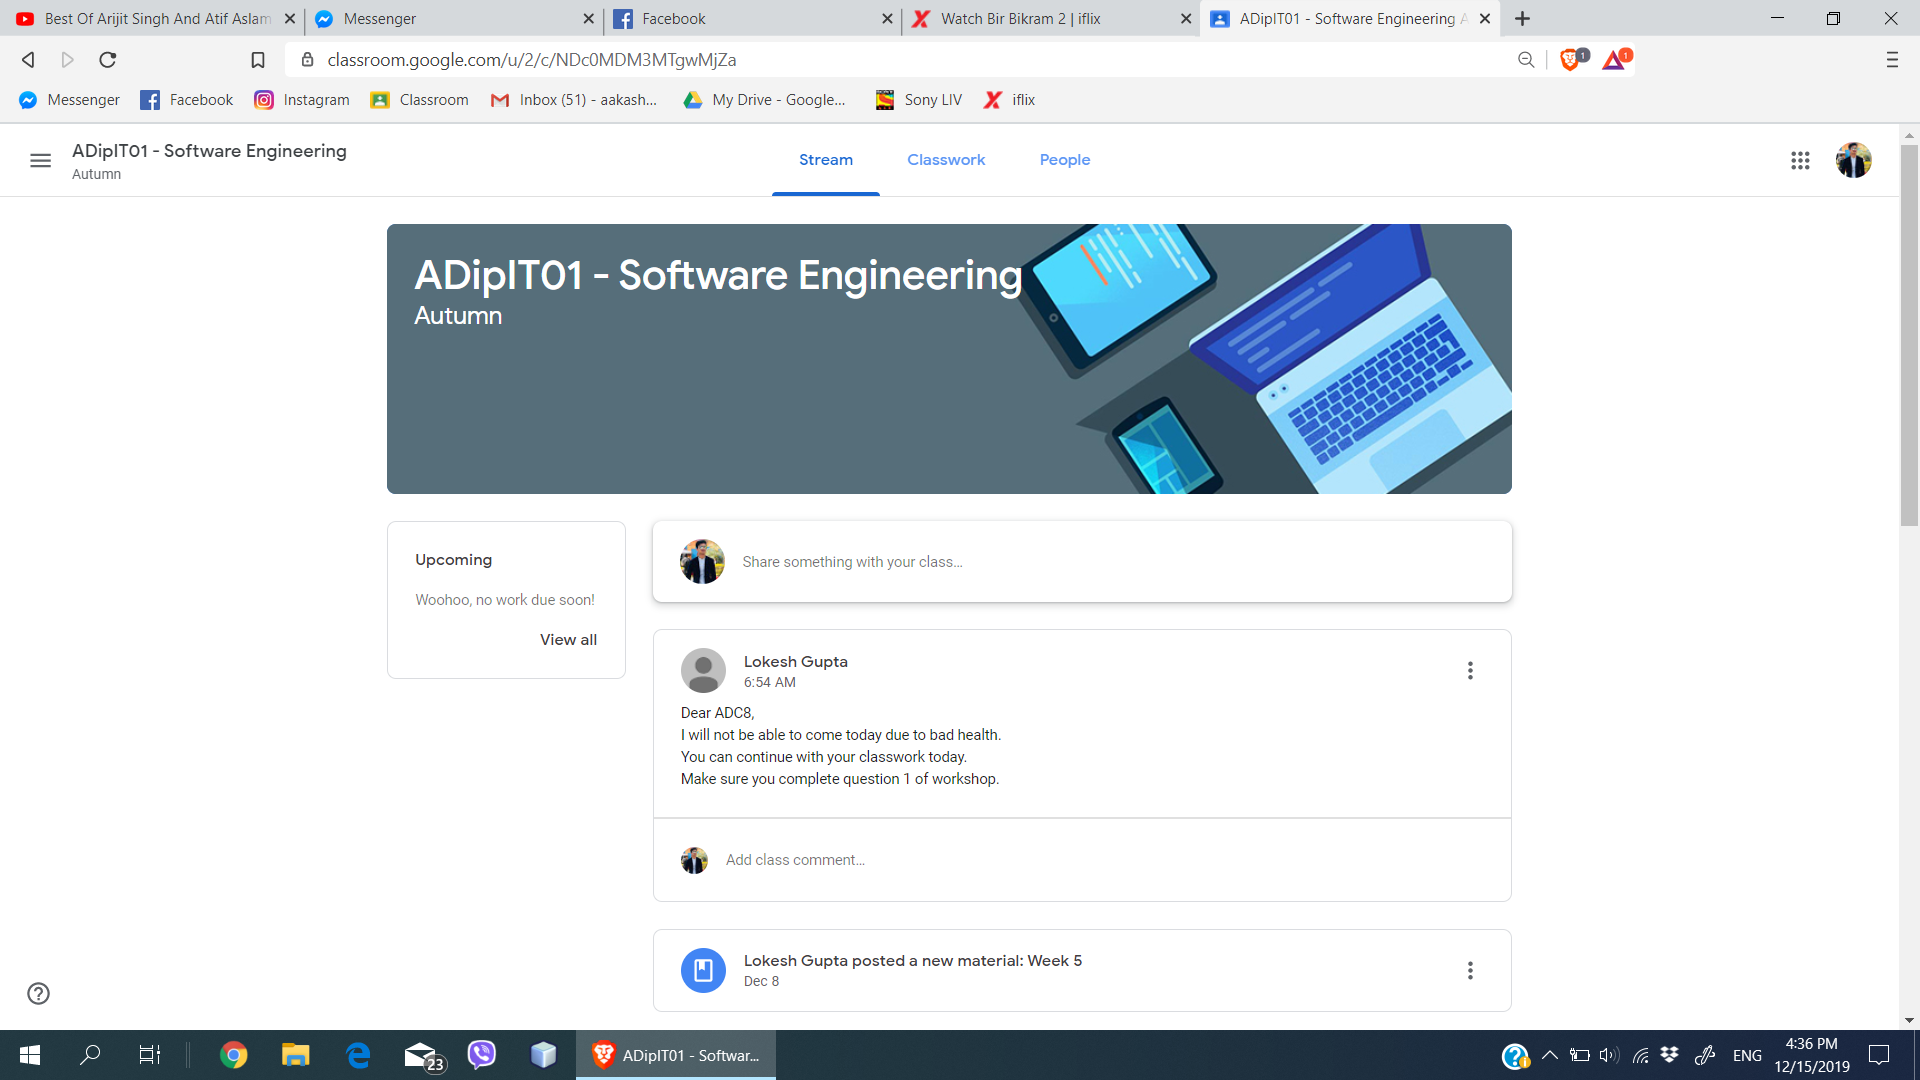 Best Of Arijit Singh And Atif Aslam
Messenger
Facebook
Watch Bir Bikram 2 | iflix
ADipIT01 - Software Engineering A
classroom.google.com/u/2/c/NDc0MDM3MTgwMjZa
1
1
Messenger
Facebook
Instagram
Classroom
Inbox (51) - aakash...
My Drive - Google...
Sony LIV
iflix
ADipIT01 - Software Engineering
Autumn
Stream
Classwork
People
ADipIT01 - Software Engineering
Autumn
Upcoming
Woohoo, no work due soon!
View all
Share something with your class...
Lokesh Gupta
6:54 AM
Dear ADC8,
I will not be able to come today due to bad health.
You can continue with your classwork today.
Make sure you complete question 1 of workshop.
Add class comment...
Lokesh Gupta posted a new material: Week 5
Dec 8
23
ADipIT01 - Softwar...
ENG
4:36 PM
12/15/2019